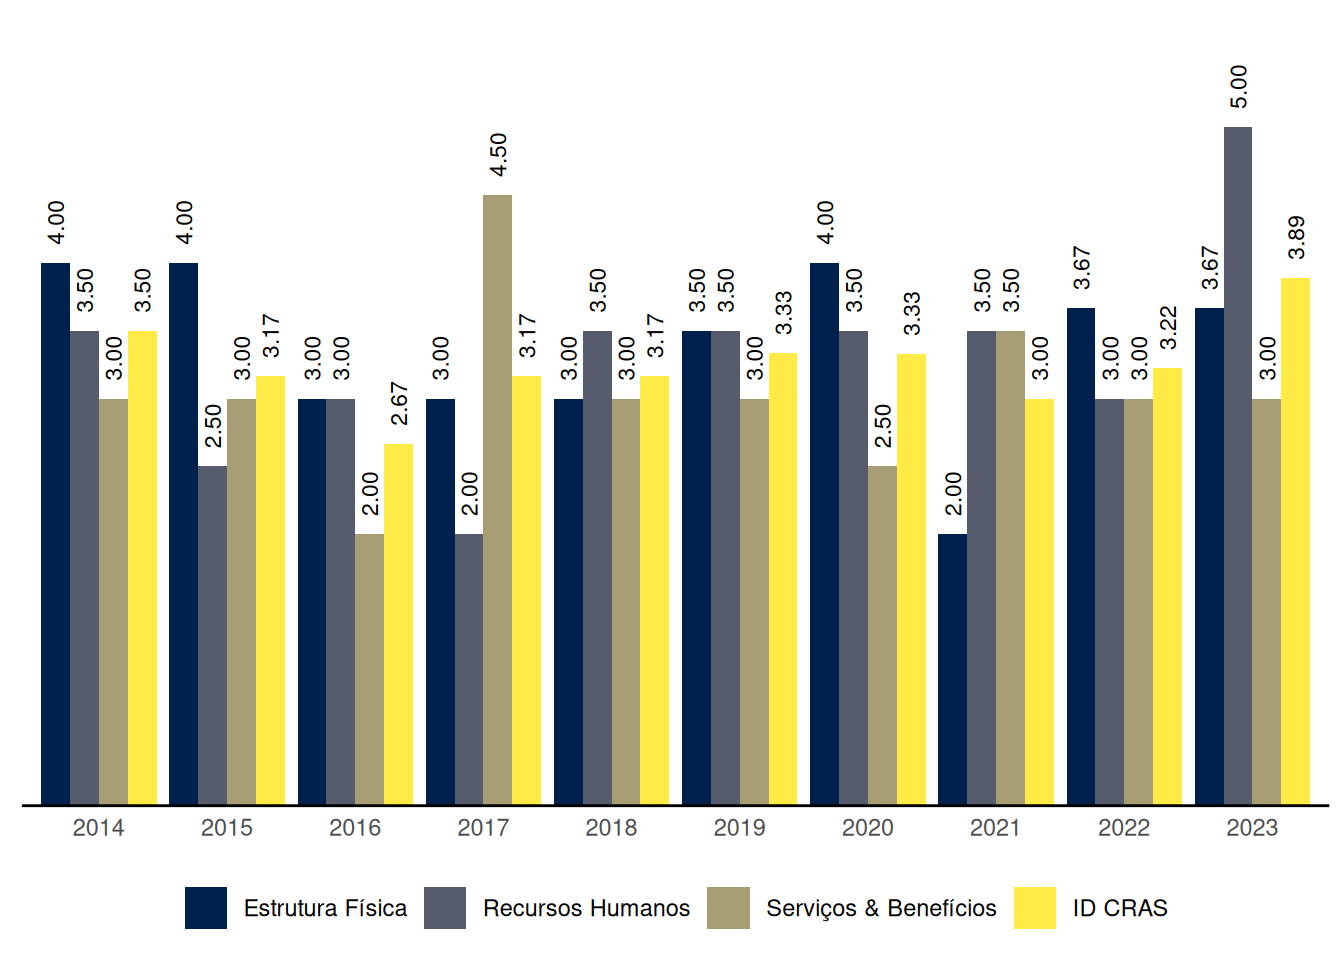 4.00 3.50 3.00 3.50
4.00 2.50 3.00 3.17
3.00 3.00 2.00 2.67
3.00 2.00 4.50 3.17
3.00 3.50 3.00 3.17
3.50 3.50 3.00 3.33
4.00 3.50 2.50 3.33
2.00 3.50 3.50 3.00
3.67 3.00 3.00 3.22
3.67 5.00 3.00 3.89
2014 2015 2016 2017 2018 2019 2020 2021 2022 2023
Estrutura Física Recursos Humanos Serviços & Benefícios ID CRAS